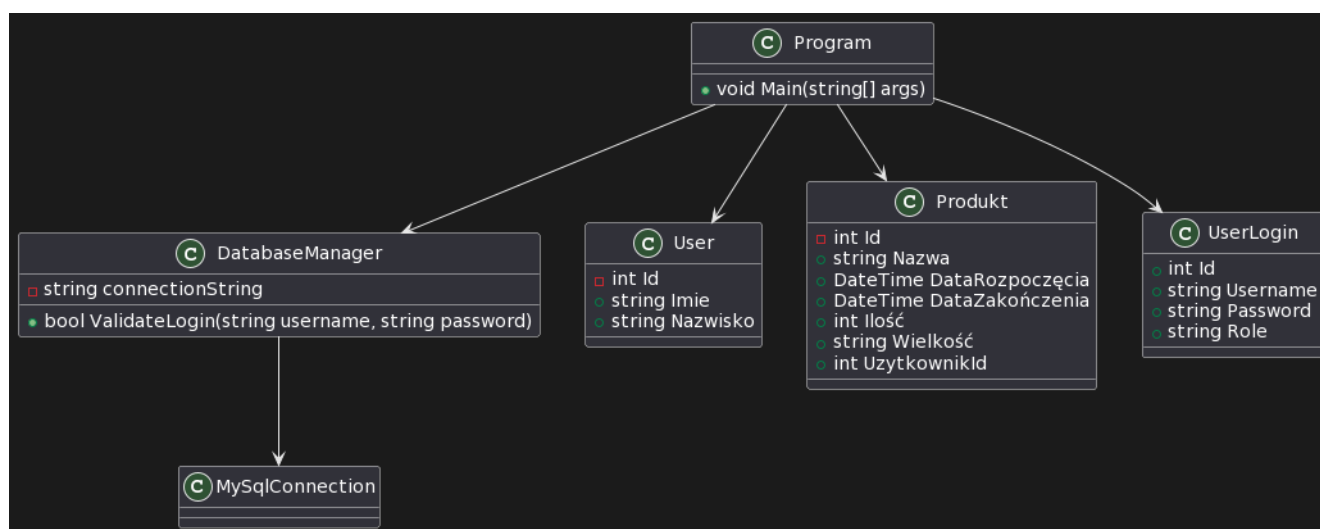 C Program
void Main(string[] args)
C DatabaseManager
string connectionString
bool ValidateLogin(string username, string password)
C User
int Id
string Imie
string Nazwisko
C Produkt
int Id
string Nazwa
DateTime DataRozpoczęcia
DateTime DataZakończenia
int Ilość
string Wielkość
int UzytkownikId
C UserLogin
int Id
string Username
string Password
string Role
C MySqlConnection